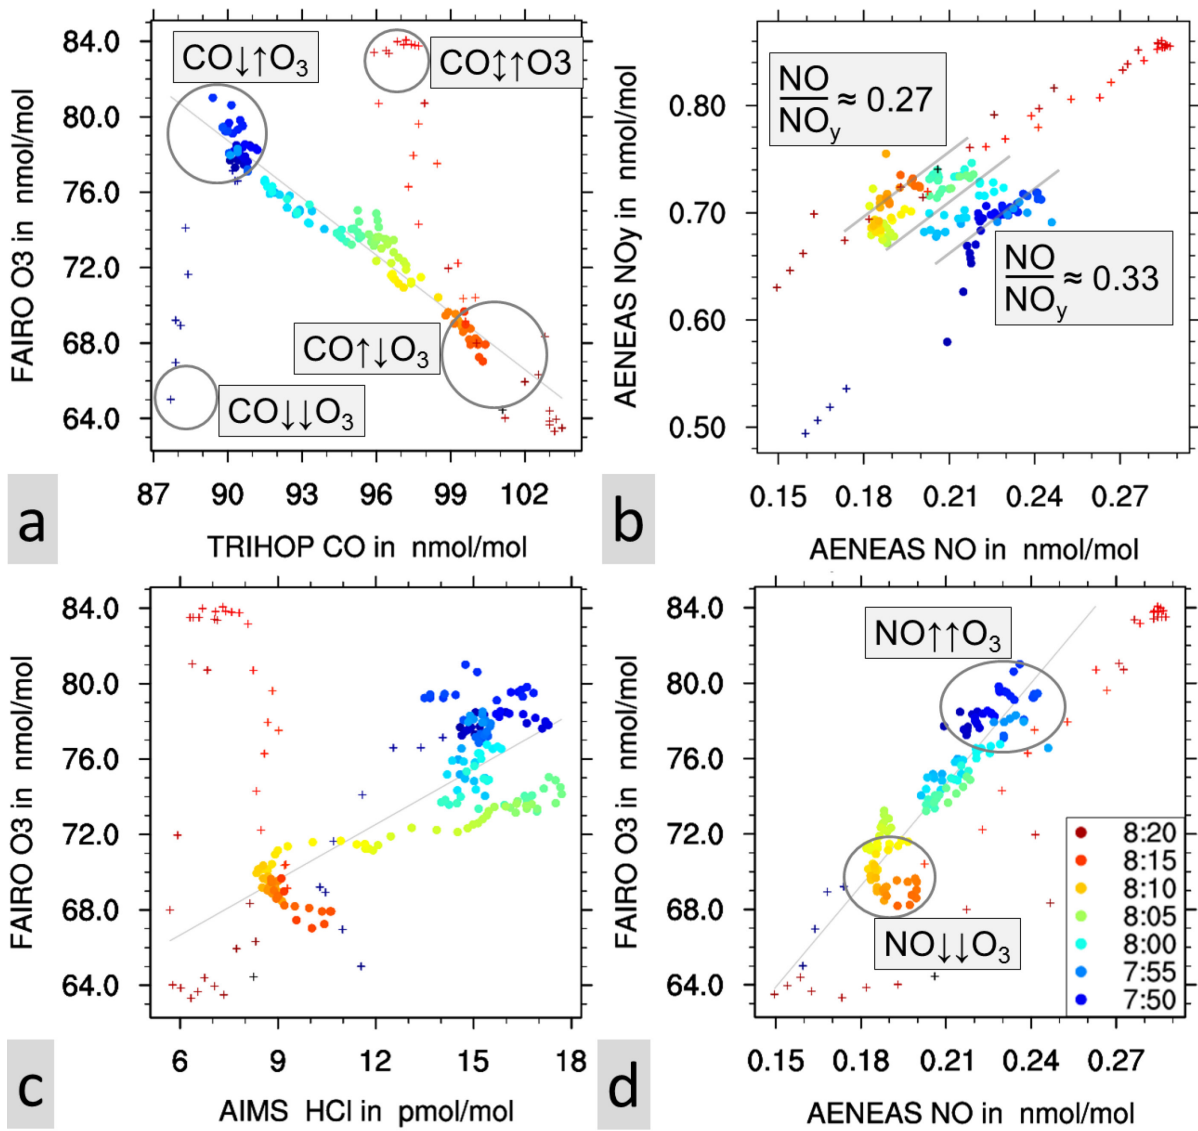 84.0
80.0
76.0
72.0
68.0
64.0
FAIRO O3 in nmol/mol
CO↓↑O₃
CO↕↑O3
CO↑↓O₃
CO↓↓O₃
87 90 93 96 99 102
TRIHOP CO in nmol/mol
a
0.80
0.70
0.60
0.50
AENEAS NOy in nmol/mol
NO
NOy ≈ 0.27
NO
NOy ≈ 0.33
0.15 0.18 0.21 0.24 0.27
AENEAS NO in nmol/mol
b
84.0
80.0
76.0
72.0
68.0
64.0
FAIRO O3 in nmol/mol
6 9 12 15 18
AIMS HCl in pmol/mol
c
84.0
80.0
76.0
72.0
68.0
64.0
FAIRO O3 in nmol/mol
NO↑↑O₃
NO↓↓O₃
8:20
8:15
8:10
8:05
8:00
7:55
7:50
0.15 0.18 0.21 0.24 0.27
AENEAS NO in nmol/mol
d